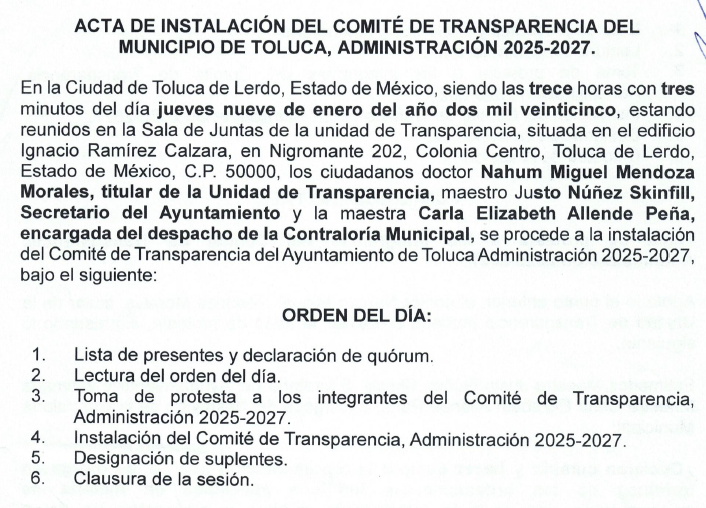 ACTA DE INSTALACIÓN DEL COMITÉ DE TRANSPARENCIA DEL
MUNICIPIO DE TOLUCA, ADMINISTRACIÓN 2025-2027.
En la Ciudad de Toluca de Lerdo, Estado de México, siendo las trece horas con tres
minutos del día jueves nueve de enero del año dos mil veinticinco, estando
reunidos en la Sala de Juntas de la unidad de Transparencia, situada en el edificio
Ignacio Ramírez Calzara, en Nigromante 202, Colonia Centro, Toluca de Lerdo,
Estado de México, C.P. 50000, los ciudadanos doctor Nahum Miguel Mendoza
Morales, titular de la Unidad de Transparencia, maestro Justo Núñez Skinfill,
Secretario del Ayuntamiento y la maestra Carla Elizabeth Allende Peña,
encargada del despacho de la Contraloría Municipal, se procede a la instalación
del Comité de Transparencia del Ayuntamiento de Toluca Administración 2025-2027,
bajo el siguiente:
ORDEN DEL DÍA:
1. Lista de presentes y declaración de quórum.
2. Lectura del orden del día.
3. Toma de protesta a los integrantes del Comité de Transparencia,
Administración 2025-2027.
4. Instalación del Comité de Transparencia, Administración 2025-2027.
5. Designación de suplentes.
6. Clausura de la sesión.